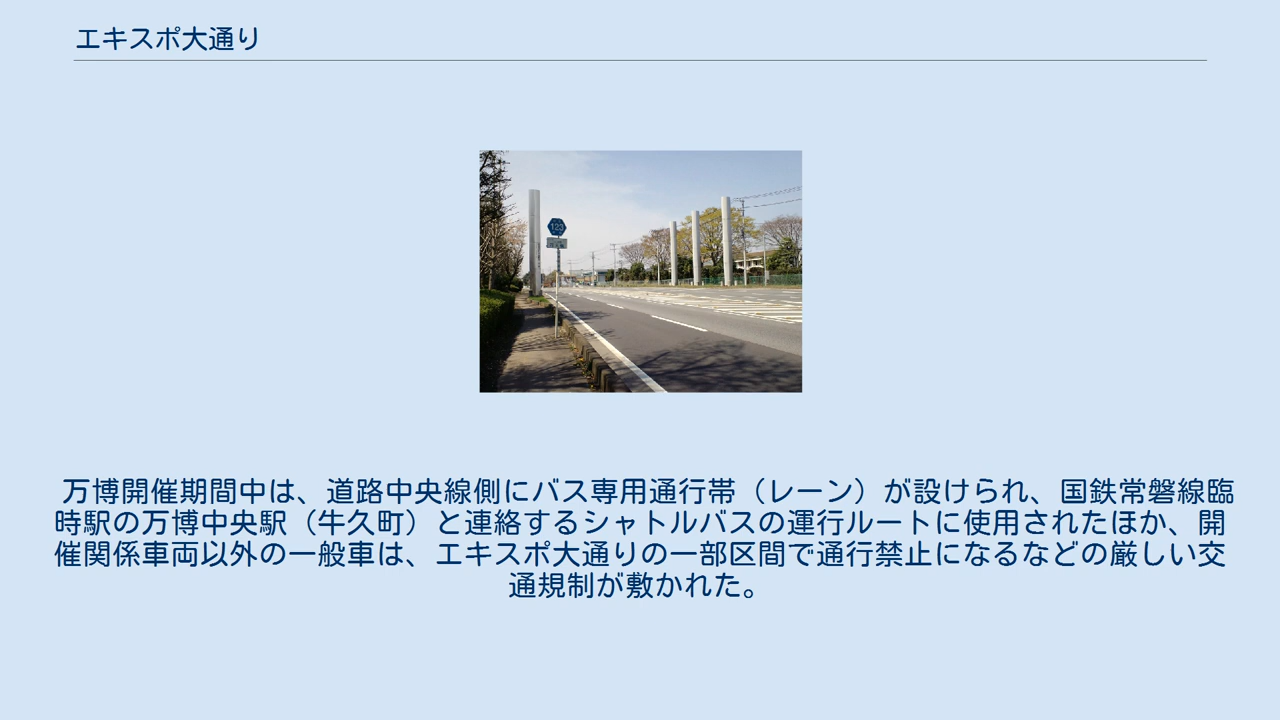 エキスポ大通り
123
万博開催期間中は、道路中央線側にバス専用通行帯（レーン）が設けられ、国鉄常磐線臨
時駅の万博中央駅（牛久町）と連絡するシャトルバスの運行ルートに使用されたほか、開
催関係車両以外の一般車は、エキスポ大通りの一部区間で通行禁止になるなどの厳しい交
通規制が敷かれた。